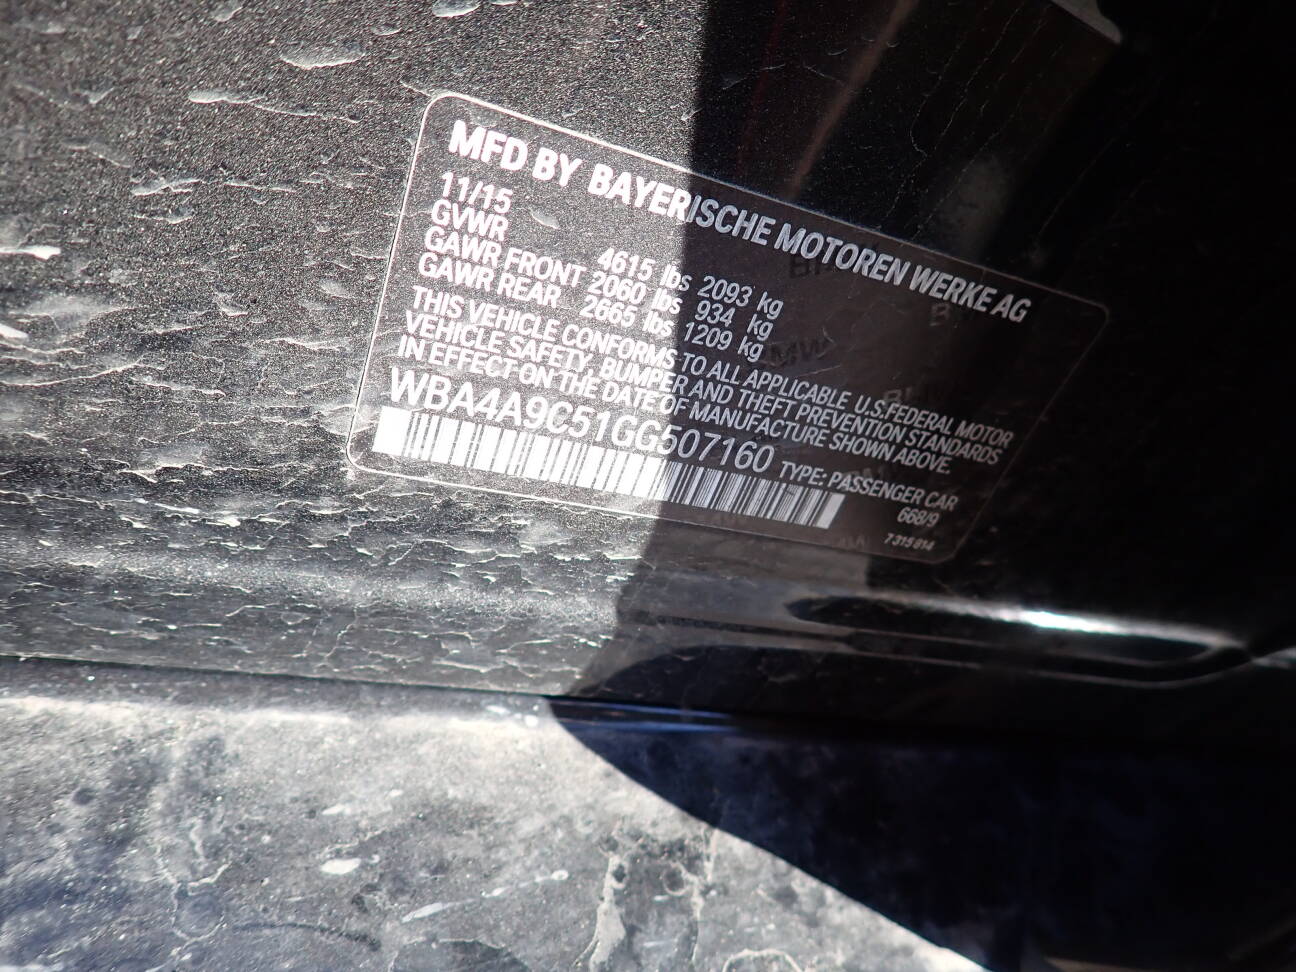 MFD BY BAYERISCHE MOTOREN WERKE AG
11/15
GVWR 4615 lbs 2093 kg
GAWR FRONT 2060 lbs 934 kg
GAWR REAR 2665 lbs 1209 kg
THIS VEHICLE CONFORMS TO ALL APPLICABLE U.S.FEDERAL MOTOR
VEHICLE SAFETY, BUMPER AND THEFT PREVENTION STANDARDS
IN EFFECT ON THE DATE OF MANUFACTURE SHOWN ABOVE.
WBA4A9C51GG507160 TYPE: PASSENGER CAR
668/9
7 315 814